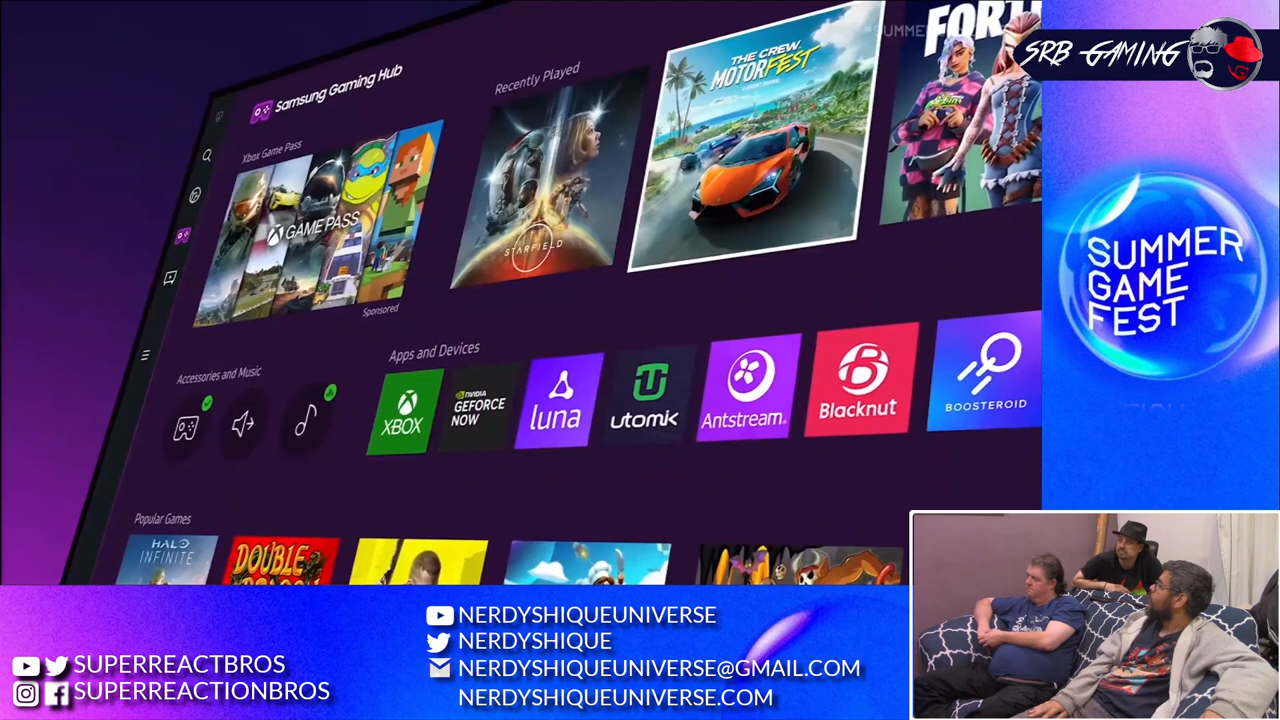 #SUMME
FORT
SRB GAMING
Samsung Gaming Hub
Recently Played
THE CREW
MOTORFEST
Xbox Game Pass
GAME PASS
STARFIELD
Sponsored
SUMMER
GAME
FEST
Accessories and Music
Apps and Devices
XBOX
NVIDIA
GEFORCE
NOW
luna
utomik
Antstream.
Blacknut
BOOSTEROID
Popular Games
HALO
INFINITE
DOUBLE
NERDYSHIQUEUNIVERSE
NERDYSHIQUE
SUPERREACTBROS
NERDYSHIQUEUNIVERSE@GMAIL.COM
SUPERREACTIONBROS
NERDYSHIQUEUNIVERSE.COM